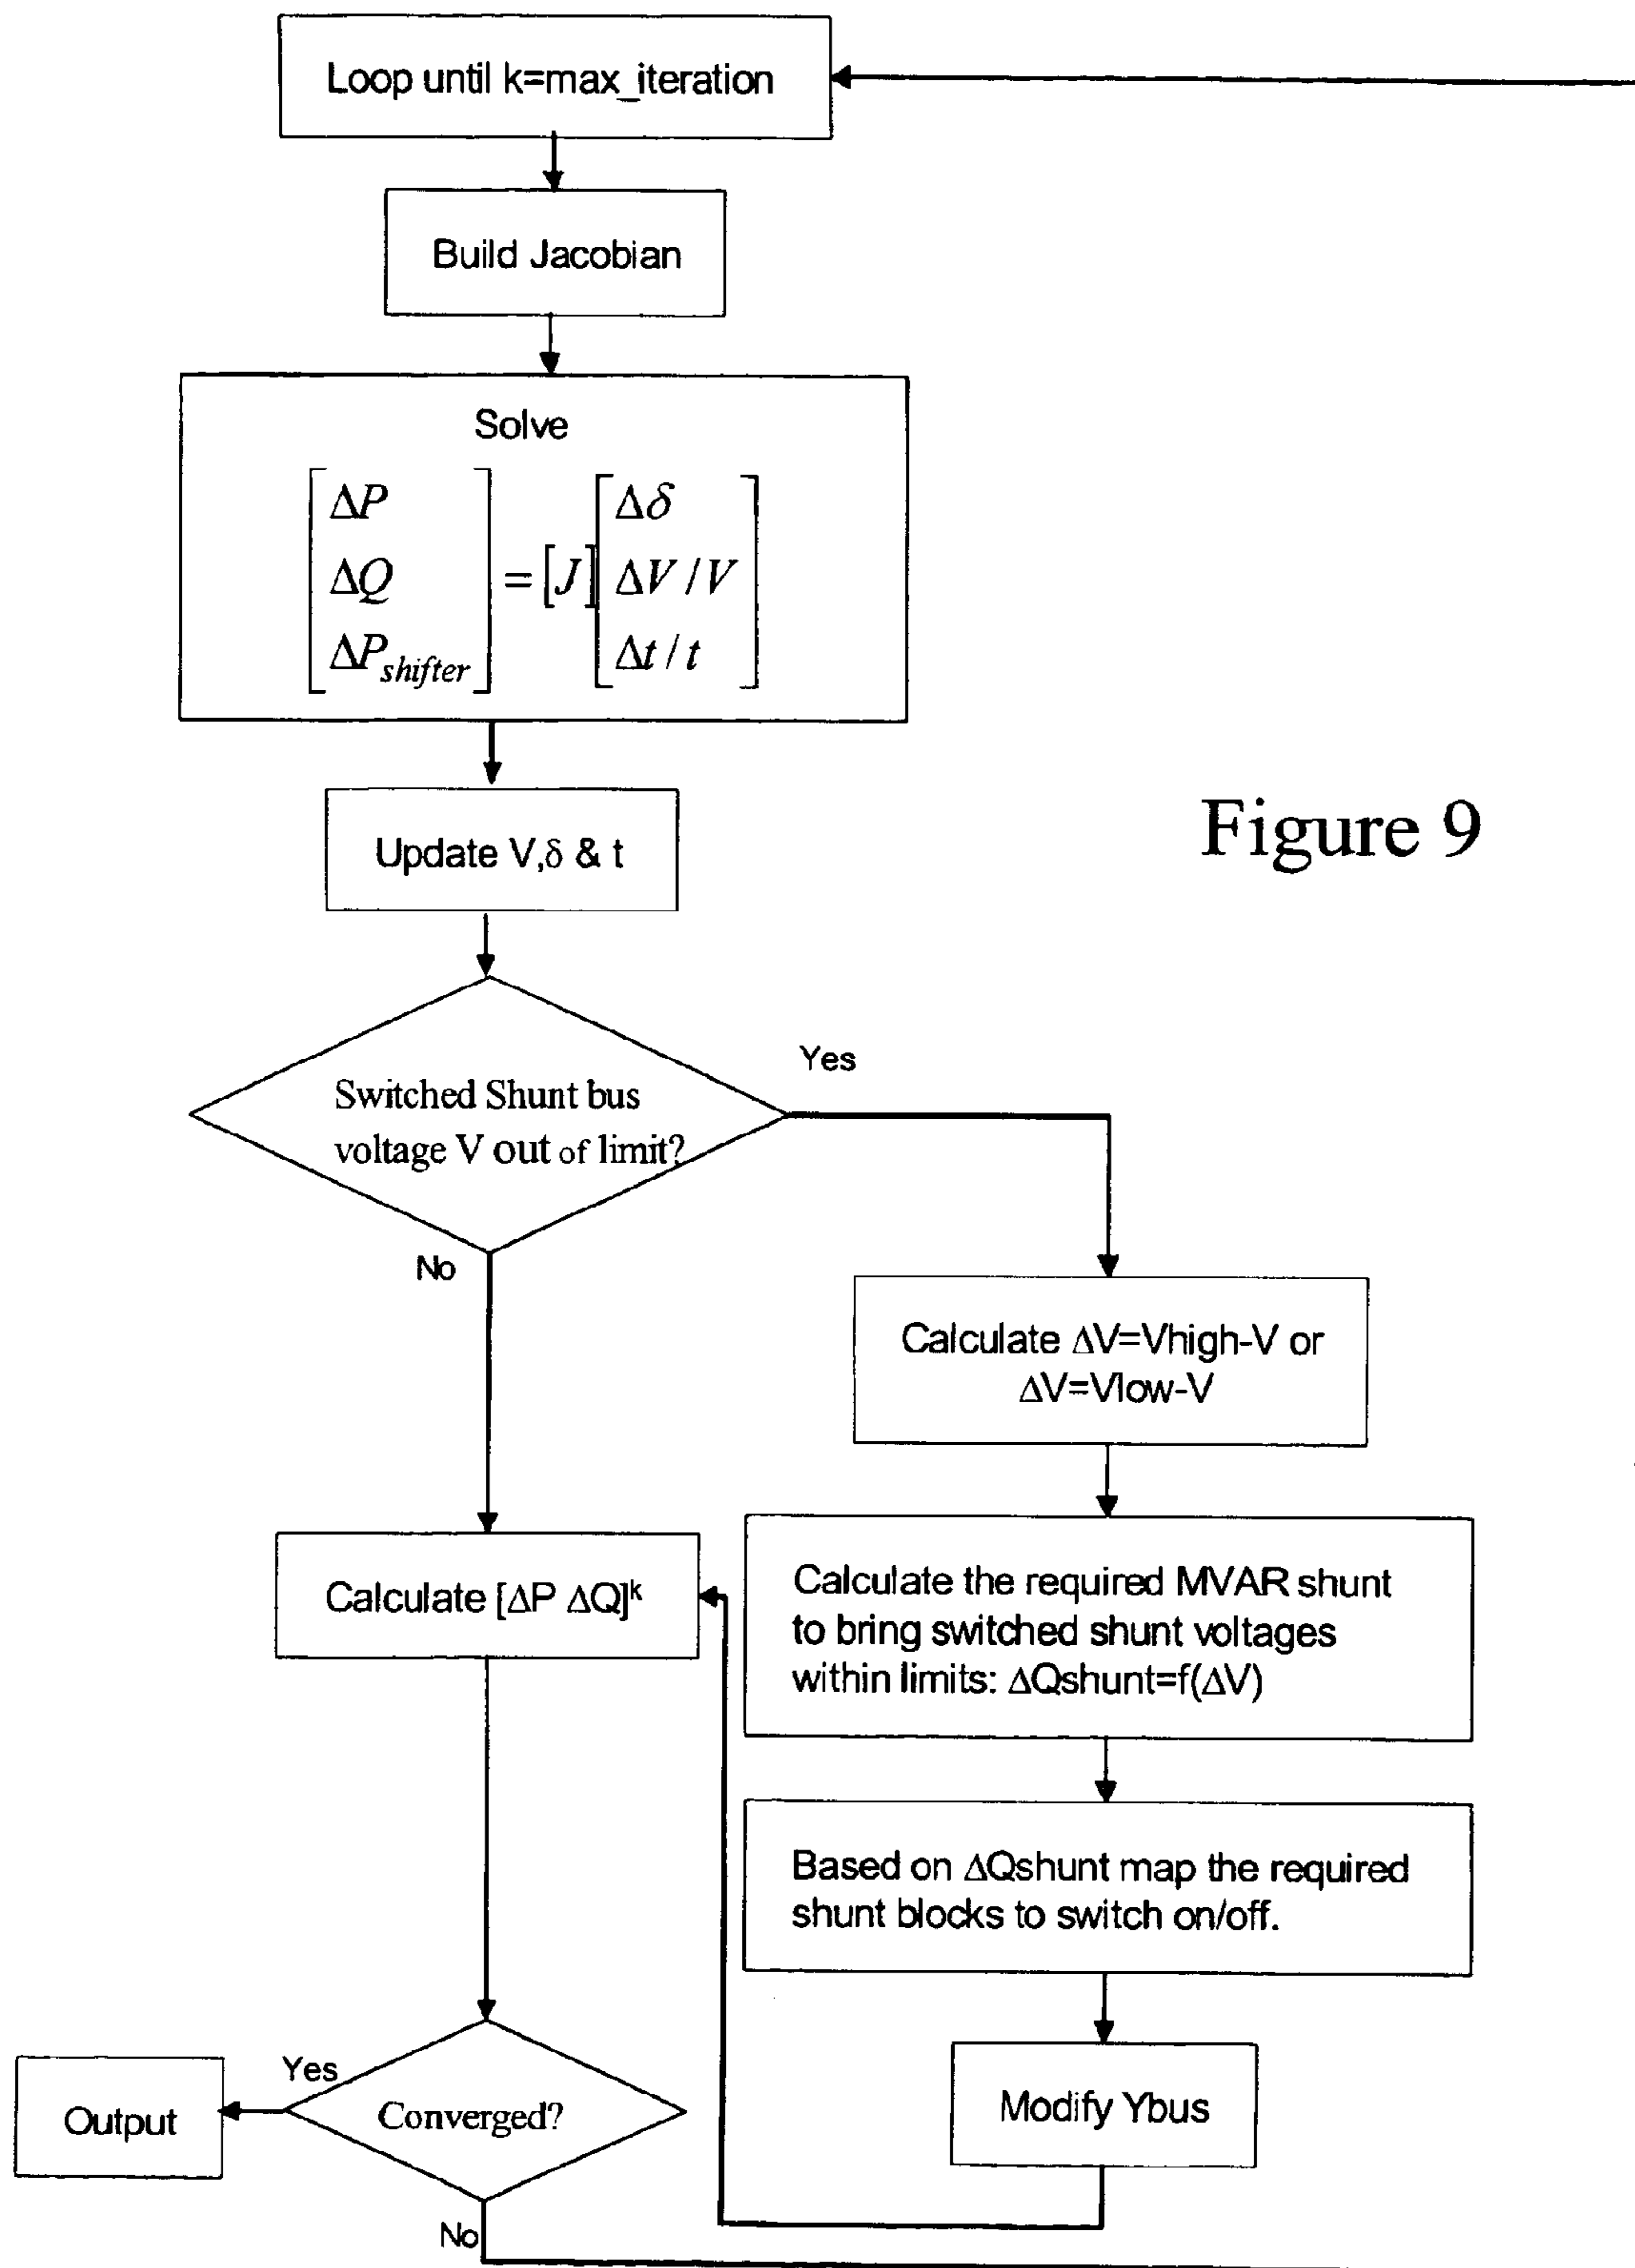 Loop until k=max_iteration
Build Jacobian
Solve
[ΔP ΔQ ΔP_shifter] = [J] [Δδ ΔV/V Δt/t]
Update V,δ & t
Figure 9
Switched Shunt bus
voltage V out of limit?
Yes
No
Calculate ΔV=Vhigh-V or
ΔV=Vlow-V
Calculate [ΔP ΔQ]^k
Calculate the required MVAR shunt
to bring switched shunt voltages
within limits: ΔQshunt=f(ΔV)
Based on ΔQshunt map the required
shunt blocks to switch on/off.
Modify Ybus
Converged?
Yes
Output
No